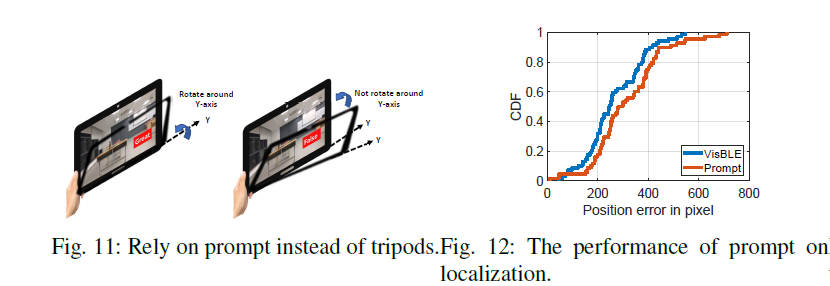 Rotate around
Y-axis
Y
Great
Not rotate around
Y-axis
Y
Y
False
CDF
1
0.8
0.6
0.4
0.2
0
0
200
400
600
800
VisBLE
Prompt
Position error in pixel
Fig. 11: Rely on prompt instead of tripods.
Fig. 12: The performance of prompt on
localization.